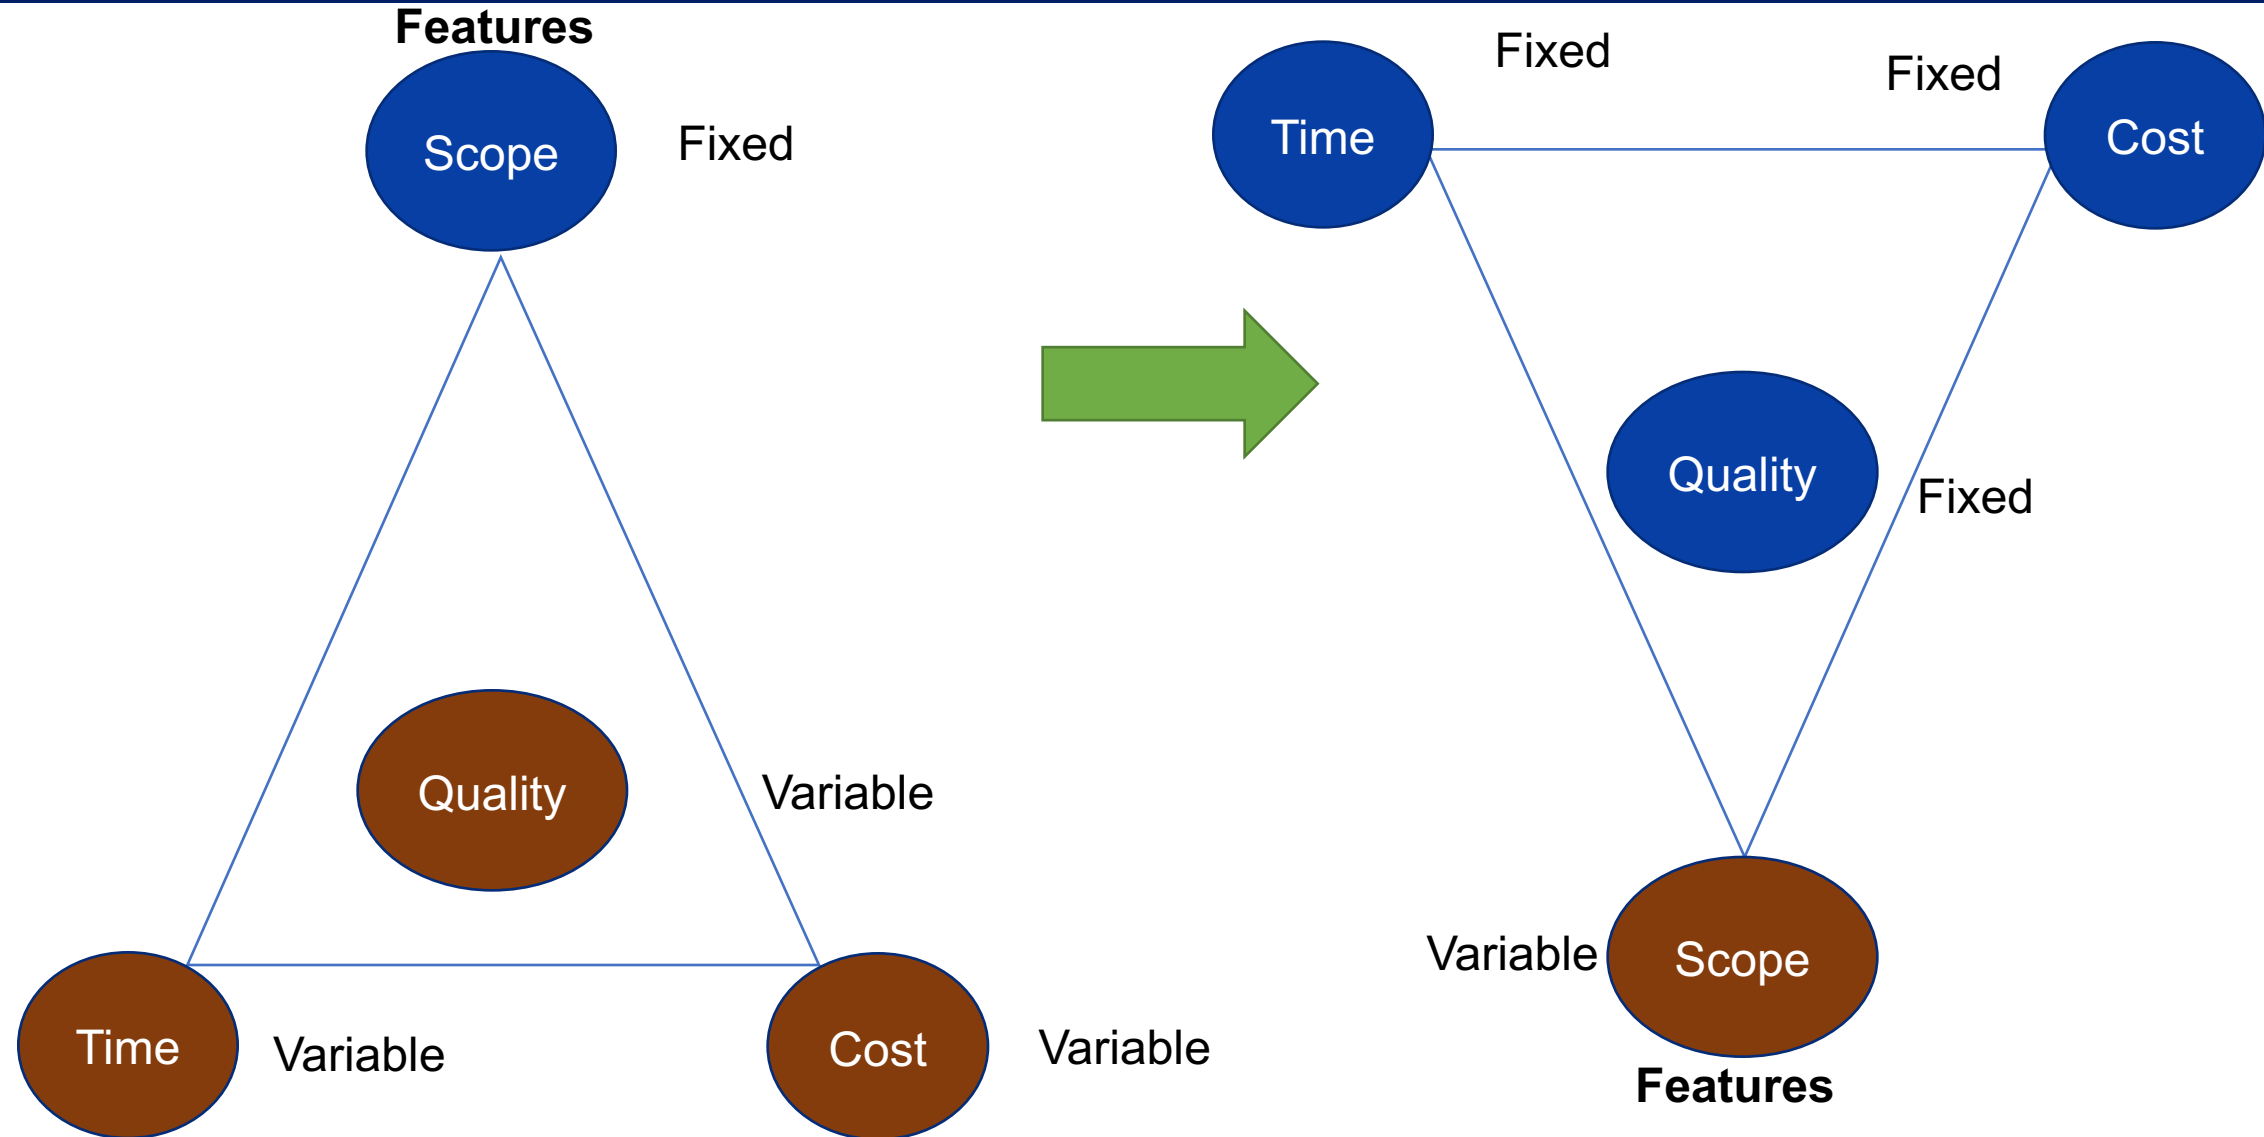 Features
Scope
Fixed
Quality
Variable
Time
Variable
Cost
Variable
Time
Fixed
Fixed
Cost
Quality
Fixed
Variable
Scope
Features